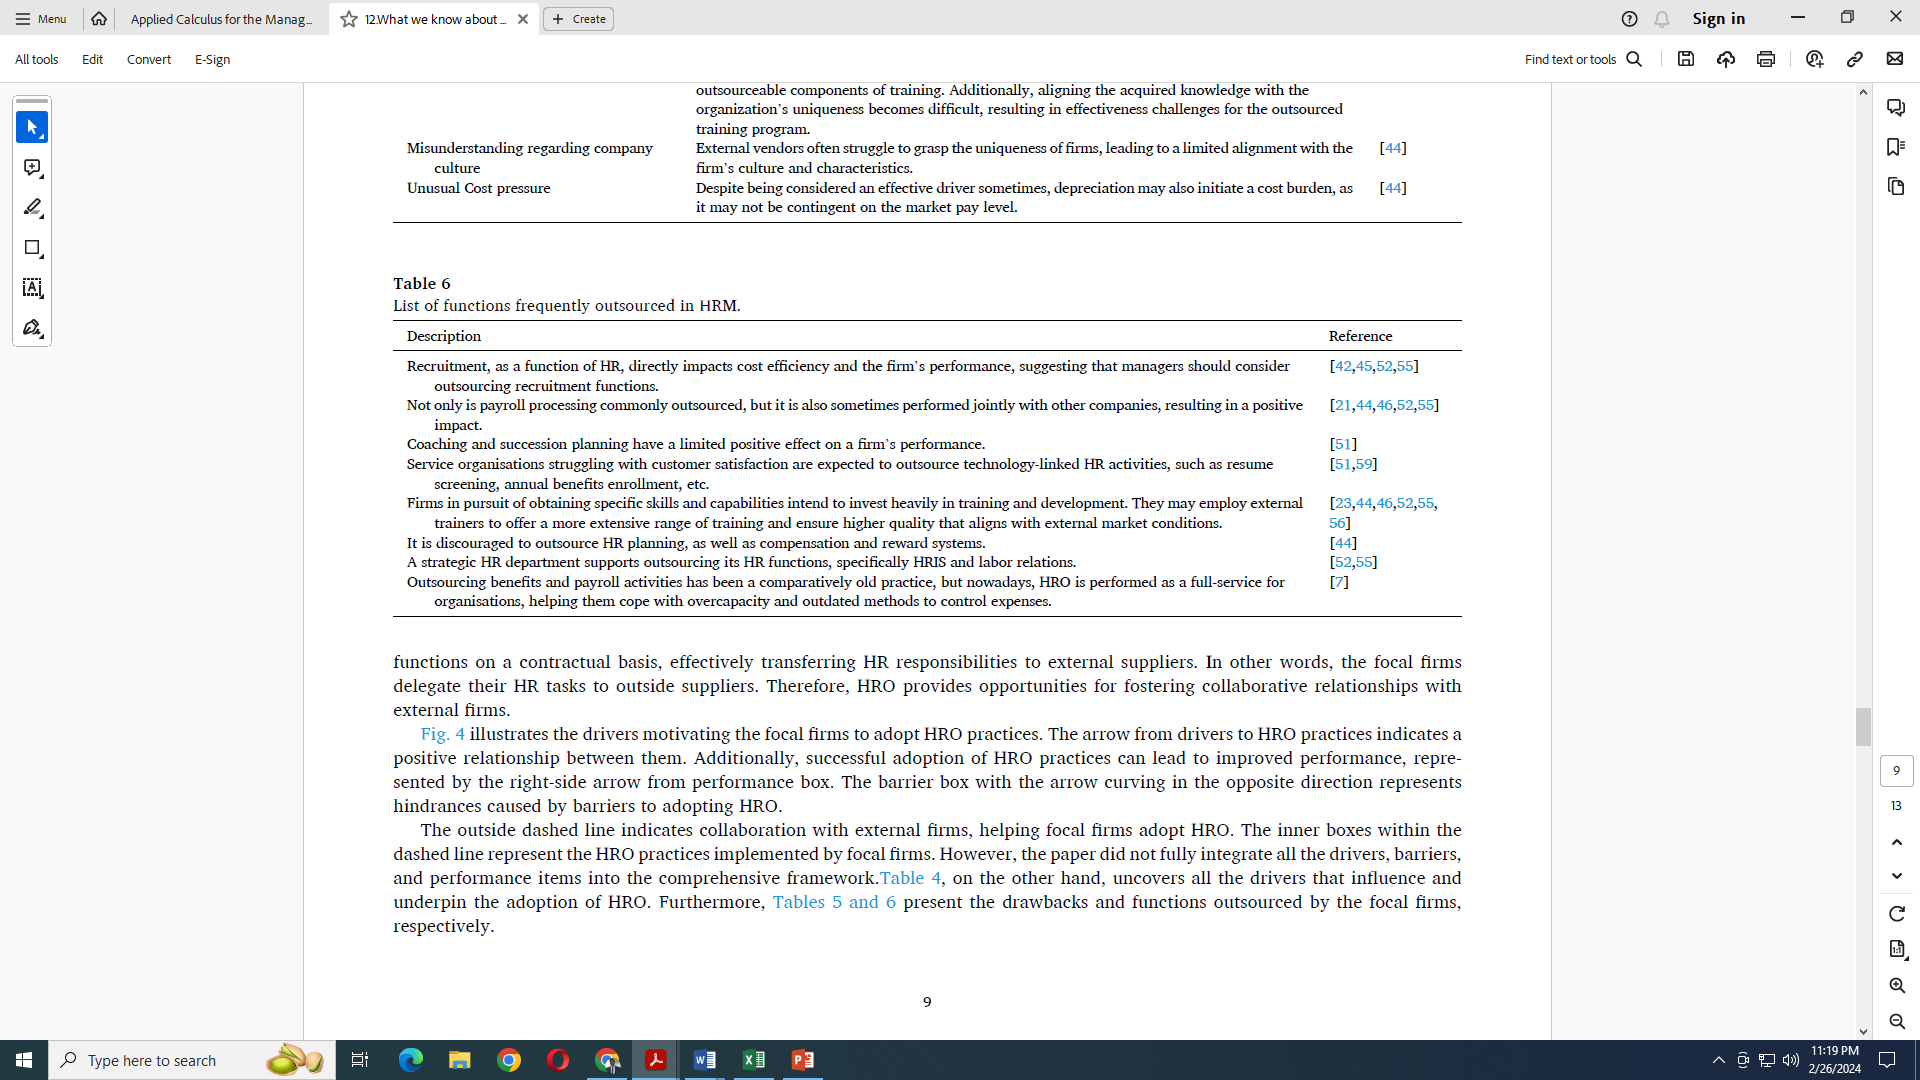 Menu
Applied Calculus for the Manag...
12.What we know about ...
Create
Sign in
All tools
Edit
Convert
E-Sign
Find text or tools
outsourceable components of training. Additionally, aligning the acquired knowledge with the
organization's uniqueness becomes difficult, resulting in effectiveness challenges for the outsourced
training program.
Misunderstanding regarding company External vendors often struggle to grasp the uniqueness of firms, leading to a limited alignment with the [44]
culture firm's culture and characteristics.
Unusual Cost pressure Despite being considered an effective driver sometimes, depreciation may also initiate a cost burden, as [44]
it may not be contingent on the market pay level.
Table 6
List of functions frequently outsourced in HRM.
Description Reference
Recruitment, as a function of HR, directly impacts cost efficiency and the firm's performance, suggesting that managers should consider [42,45,52,55]
outsourcing recruitment functions.
Not only is payroll processing commonly outsourced, but it is also sometimes performed jointly with other companies, resulting in a positive [21,44,46,52,55]
impact.
Coaching and succession planning have a limited positive effect on a firm's performance. [51]
Service organisations struggling with customer satisfaction are expected to outsource technology-linked HR activities, such as resume [51,59]
screening, annual benefits enrollment, etc.
Firms in pursuit of obtaining specific skills and capabilities intend to invest heavily in training and development. They may employ external [23,44,46,52,55,
trainers to offer a more extensive range of training and ensure higher quality that aligns with external market conditions. 56]
It is discouraged to outsource HR planning, as well as compensation and reward systems. [44]
A strategic HR department supports outsourcing its HR functions, specifically HRIS and labor relations. [52,55]
Outsourcing benefits and payroll activities has been a comparatively old practice, but nowadays, HRO is performed as a full-service for [7]
organisations, helping them cope with overcapacity and outdated methods to control expenses.
functions on a contractual basis, effectively transferring HR responsibilities to external suppliers. In other words, the focal firms
delegate their HR tasks to outside suppliers. Therefore, HRO provides opportunities for fostering collaborative relationships with
external firms.
Fig. 4 illustrates the drivers motivating the focal firms to adopt HRO practices. The arrow from drivers to HRO practices indicates a
positive relationship between them. Additionally, successful adoption of HRO practices can lead to improved performance, repre-
sented by the right-side arrow from performance box. The barrier box with the arrow curving in the opposite direction represents
hindrances caused by barriers to adopting HRO.
The outside dashed line indicates collaboration with external firms, helping focal firms adopt HRO. The inner boxes within the
dashed line represent the HRO practices implemented by focal firms. However, the paper did not fully integrate all the drivers, barriers,
and performance items into the comprehensive framework.Table 4, on the other hand, uncovers all the drivers that influence and
underpin the adoption of HRO. Furthermore, Tables 5 and 6 present the drawbacks and functions outsourced by the focal firms,
respectively.
9
9
13
Type here to search
11:19 PM
2/26/2024